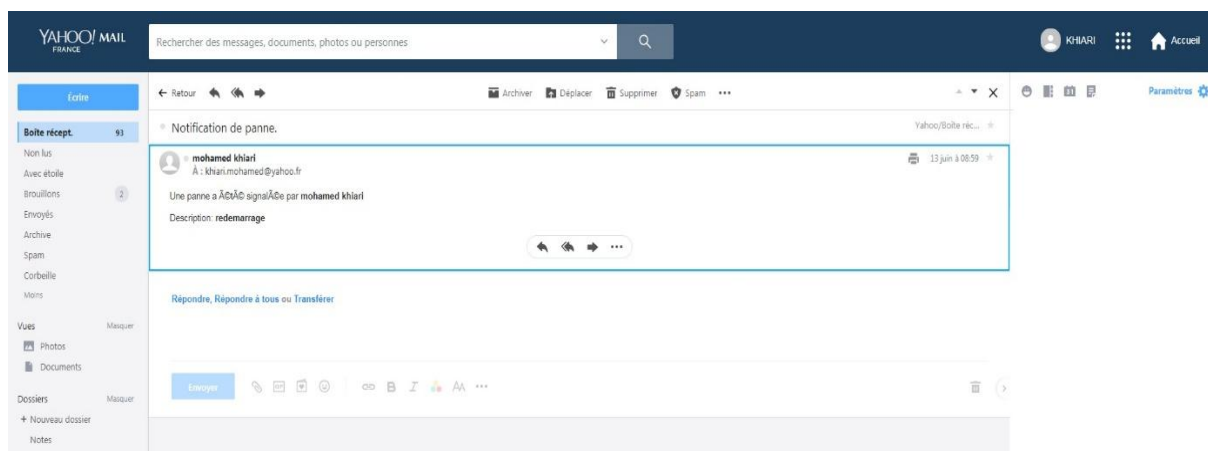 YAHOO! MAIL
FRANCE
Rechercher des messages, documents, photos ou personnes
KHIARI
Accueil
Écrire
Retour
Archiver Déplacer Supprimer Spam
Paramètres
Boîte récept. 93
Non lus
Avec étoile
Brouillons 2
Envoyés
Archive
Spam
Corbeille
Moins
Vues Masquer
Photos
Documents
Dossiers Masquer
+ Nouveau dossier
Notes
Notification de panne.
Yahoo/Boîte réc...
mohamed khiari
13 juin à 08:59
À : khiari.mohamed@yahoo.fr
Une panne a Ã©tÃ© signalÃ©e par mohamed khiari
Description: redemarrage
Répondre, Répondre à tous ou Transférer
Envoyer
GIF B I AA